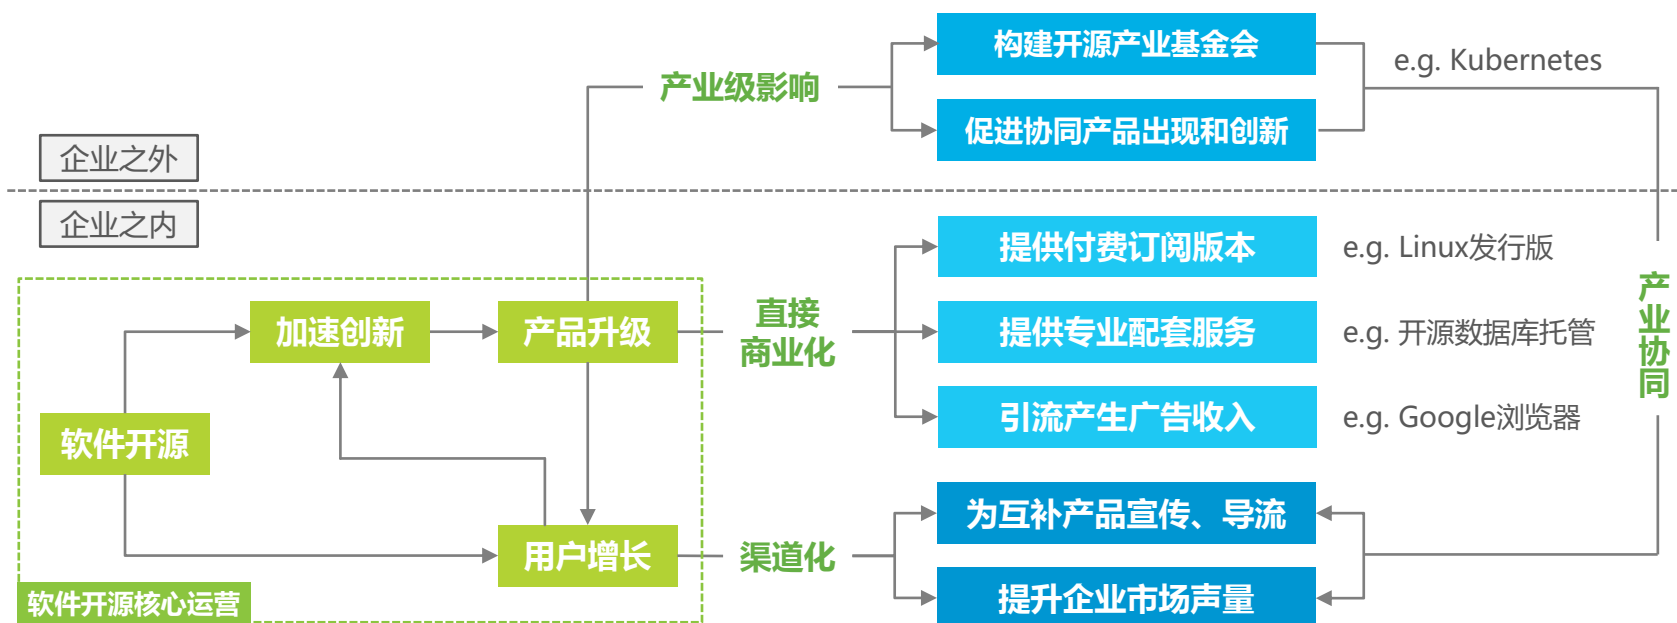 构建开源产业基金会
e.g. Kubernetes
产业级影响
促进协同产品出现和创新
企业之外
企业之内
提供付费订阅版本
e.g. Linux发行版
直接
商业化
加速创新
产品升级
提供专业配套服务
e.g. 开源数据库托管
产业协同
引流产生广告收入
e.g. Google浏览器
软件开源
为互补产品宣传、导流
用户增长
渠道化
提升企业市场声量
软件开源核心运营